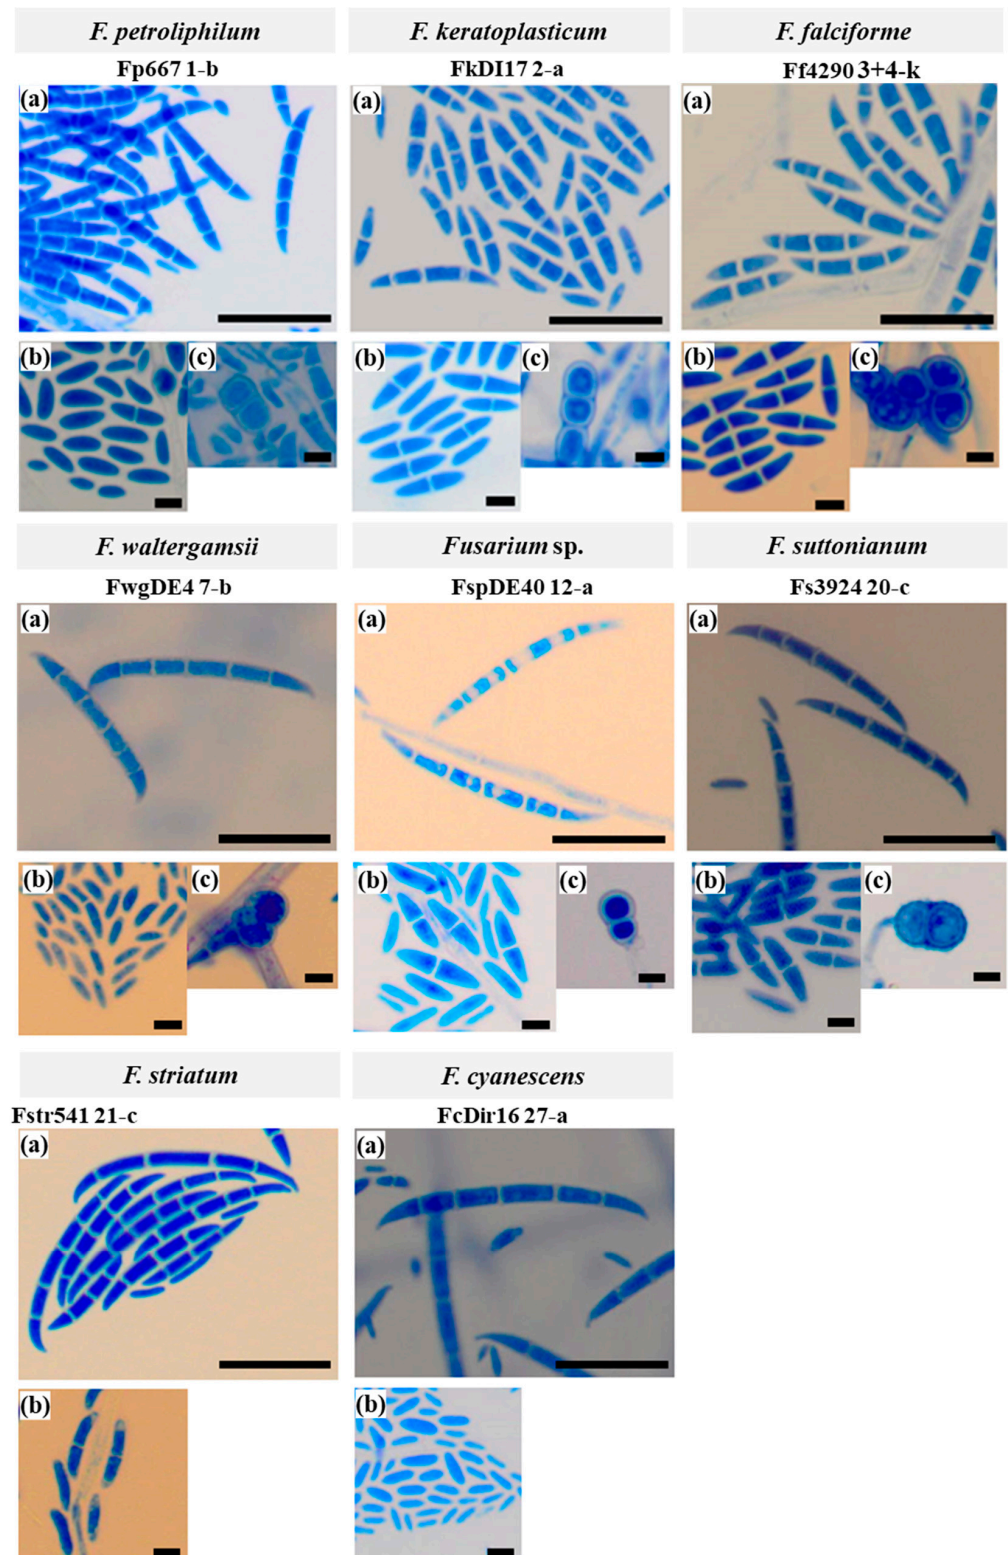 F. petroliphilum F. keratoplasticum F. falciforme
Fp667 1-b FkDI17 2-a Ff4290 3+4-k
(a) (a) (a)
(b) (c) (b) (c) (b) (c)
F. waltergamsii Fusarium sp. F. suttonianum
FwgDE4 7-b FspDE40 12-a Fs3924 20-c
(a) (a) (a)
(b) (c) (b) (c) (b) (c)
F. striatum F. cyanescens
Fstr541 21-c FcDir16 27-a
(a) (a)
(b) (b)